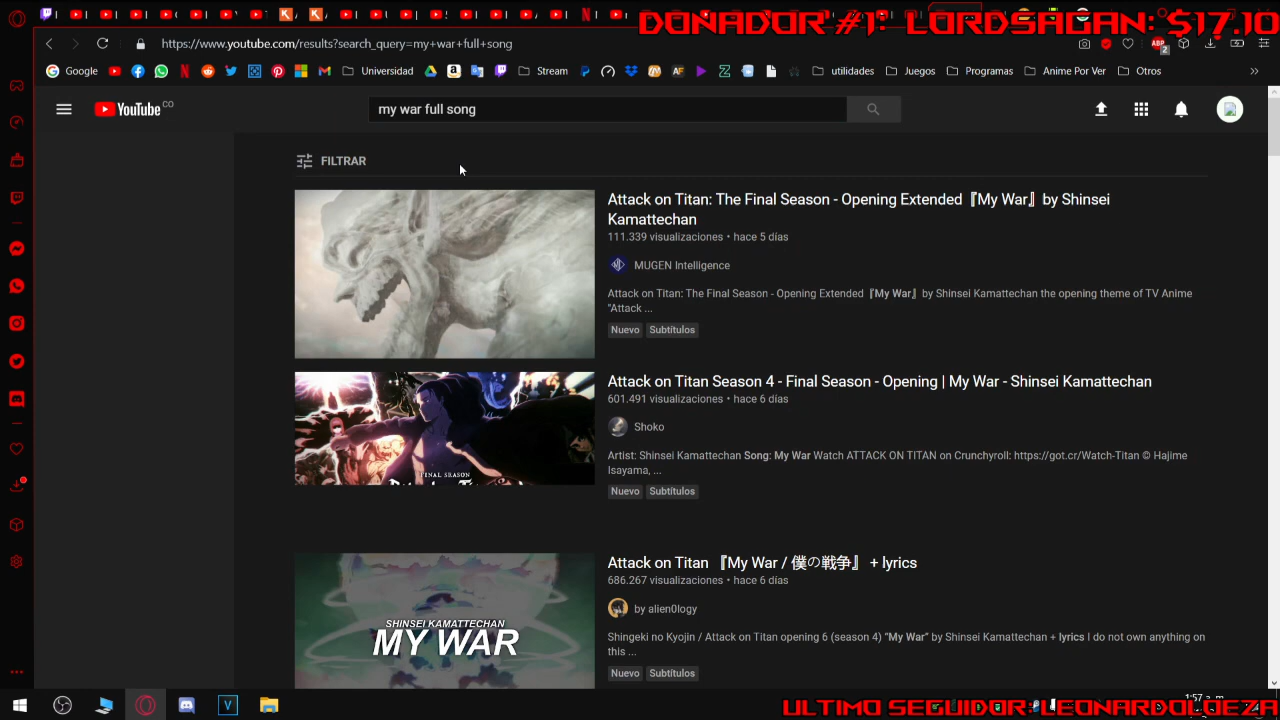 DONADOR #1: LORDSAGAN: $17.10
https://www.youtube.com/results?search_query=my+war+full+song
ABP
2
Google
Universidad
Stream
AF
utilidades
Juegos
Programas
Anime Por Ver
Otros
YouTube CO
my war full song
FILTRAR
Attack on Titan: The Final Season - Opening Extended『My War』by Shinsei
Kamattechan
111.339 visualizaciones • hace 5 días
MUGEN Intelligence
Attack on Titan: The Final Season - Opening Extended『My War』by Shinsei Kamattechan the opening theme of TV Anime
"Attack ...
Nuevo Subtítulos
FINAL SEASON
Attack on Titan Season 4 - Final Season - Opening | My War - Shinsei Kamattechan
601.491 visualizaciones • hace 6 días
Shoko
Artist: Shinsei Kamattechan Song: My War Watch ATTACK ON TITAN on Crunchyroll: https://got.cr/Watch-Titan © Hajime
Isayama, ...
Nuevo Subtítulos
SHINSEI KAMATTECHAN
MY WAR
Attack on Titan 『My War / 僕の戦争』 + lyrics
686.267 visualizaciones • hace 6 días
by alien0logy
Shingeki no Kyojin / Attack on Titan opening 6 (season 4) "My War" by Shinsei Kamattechan + lyrics I do not own anything on
this ...
Nuevo Subtítulos
1:57 a. m.
ULTIMO SEGUIDOR: LEONARDOLOEZA